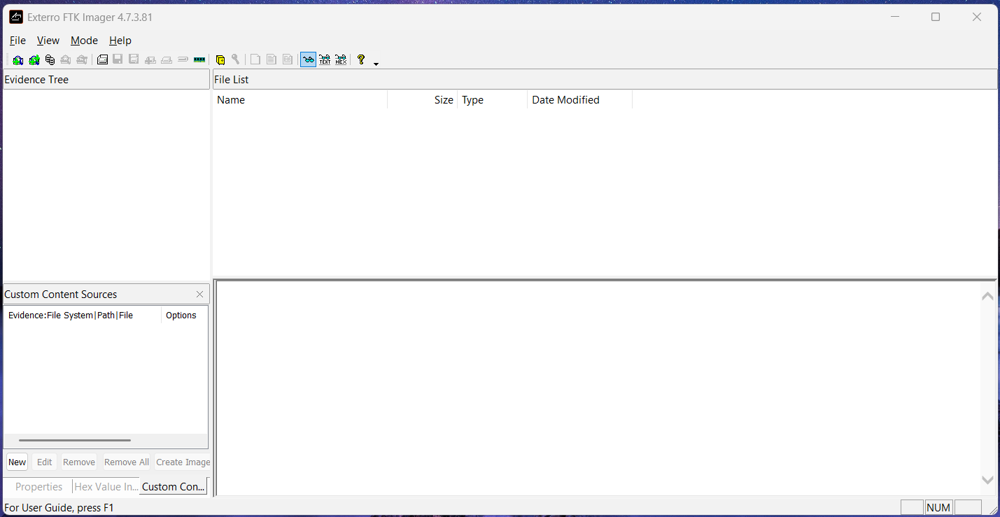 Exterro FTK Imager 4.7.3.81
File View Mode Help
TEXT HEX
Evidence Tree
File List
Name Size Type Date Modified
Custom Content Sources
Evidence:File System|Path|File Options
New Edit Remove Remove All Create Image
Properties Hex Value In... Custom Con...
For User Guide, press F1
NUM